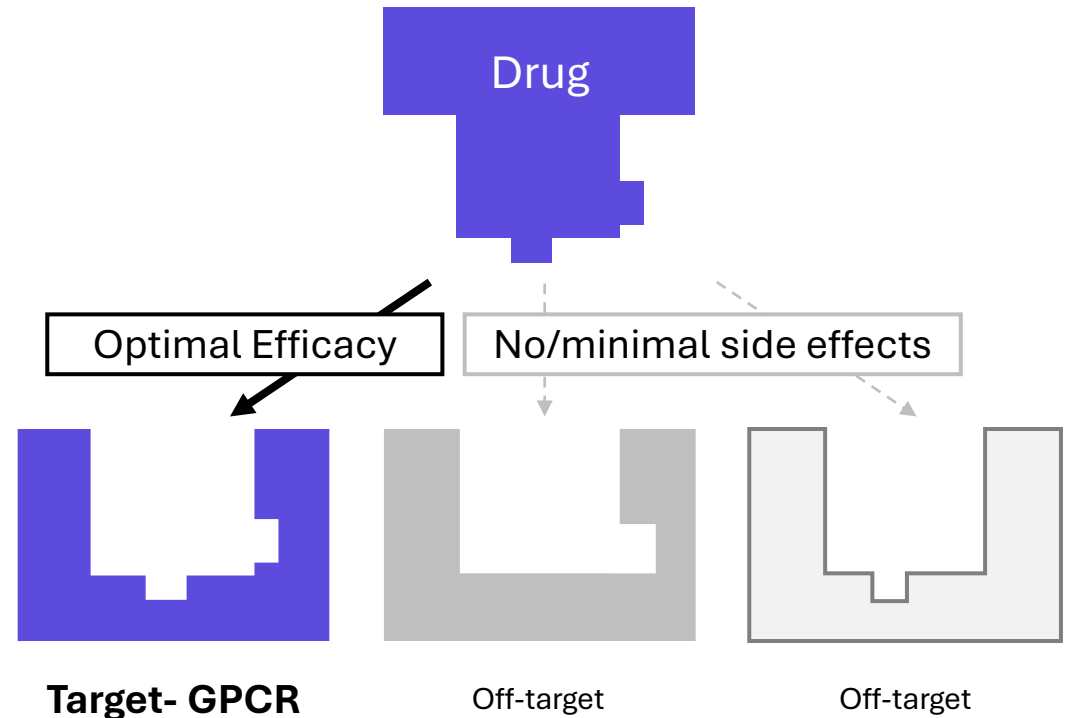 Drug
Optimal Efficacy
No/minimal side effects
Target- GPCR
Off-target
Off-target